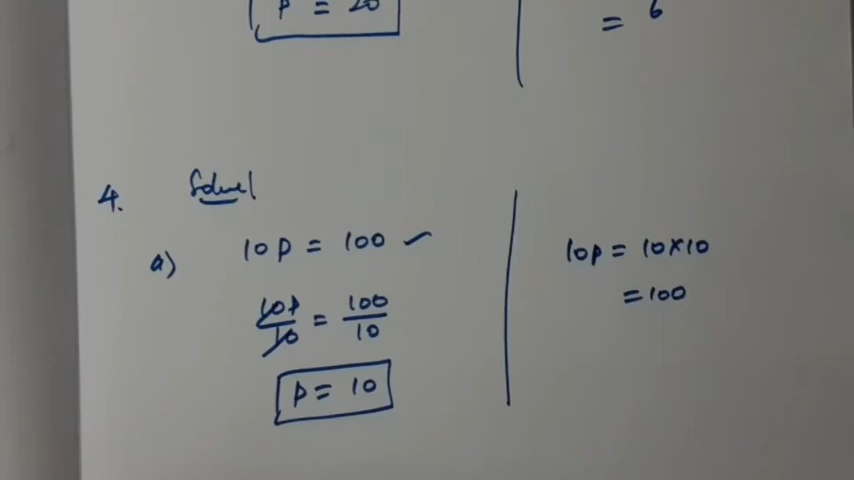 p = 20
= 6
4. Solve
a) 10p = 100 ✓
10p/10 = 100/10
p = 10
10p = 10×10
= 100